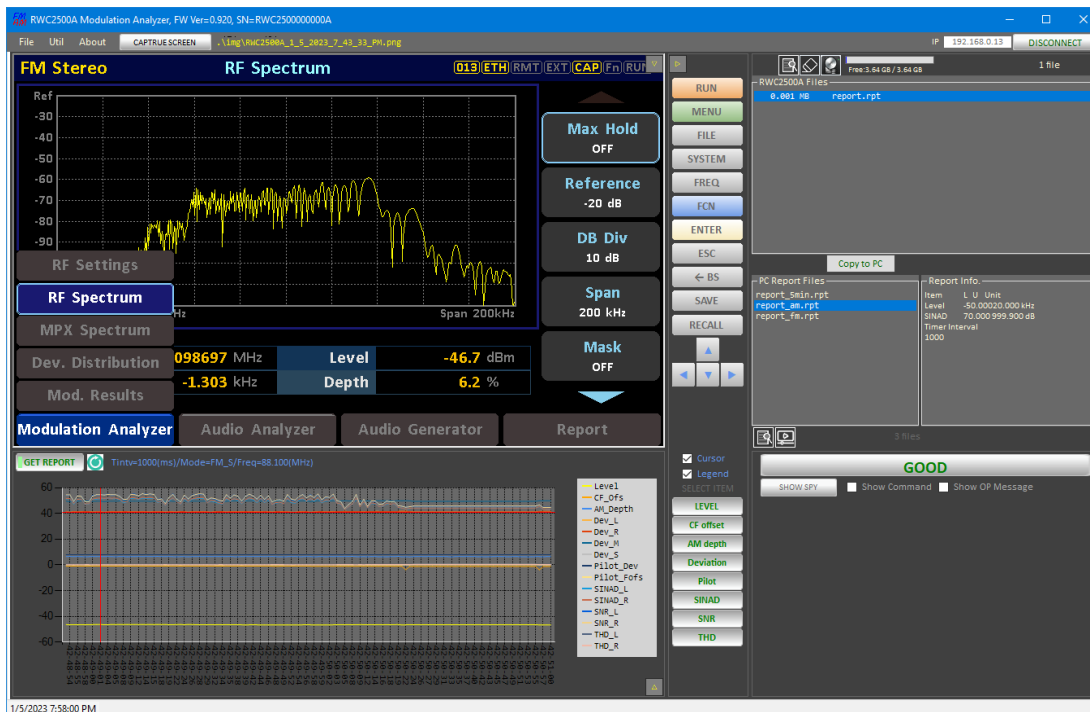 FM RWC2500A Modulation Analyzer, FW Ver=0.920, SN=RWC2500000000A
File Util About CAPTRUE SCREEN .\img\RWC2500A_1_5_2023_7_43_33_PM.png IP 192.168.0.13 DISCONNECT
FM Stereo RF Spectrum 013 ETH RMT EXT CAP Fn RUN
Ref
-30
-40
-50
-60
-70
-80
-90
Span 200kHz
RF Settings
RF Spectrum
MPX Spectrum
Dev. Distribution
Mod. Results
098697 MHz Level -46.7 dBm
-1.303 kHz Depth 6.2 %
Modulation Analyzer Audio Analyzer Audio Generator Report
Max Hold
OFF
Reference
-20 dB
DB Div
10 dB
Span
200 kHz
Mask
OFF
RUN
MENU
FILE
SYSTEM
FREQ
FCN
ENTER
ESC
← BS
SAVE
RECALL
Free:3.64 GB / 3.64 GB 1 file
RWC2500A Files
0.001 MB report.rpt
Copy to PC
PC Report Files
report_5min.rpt
report_am.rpt
report_fm.rpt
Report Info.
Item L U Unit
Level -50.00020.000 kHz
SINAD 70.000 999.900 dB
Timer Interval
1000
3 files
GET REPORT Tintv=1000(ms)/Mode=FM_S/Freq=88.100(MHz)
60
40
20
0
-20
-40
-60
Level
CF_Ofs
AM_Depth
Dev_L
Dev_R
Dev_M
Dev_S
Pilot_Dev
Pilot_Fofs
SINAD_L
SINAD_R
SNR_L
SNR_R
THD_L
THD_R
Cursor
Legend
SELECT ITEM
LEVEL
CF offset
AM depth
Deviation
Pilot
SINAD
SNR
THD
GOOD
SHOW SPY Show Command Show OP Message
1/5/2023 7:58:00 PM